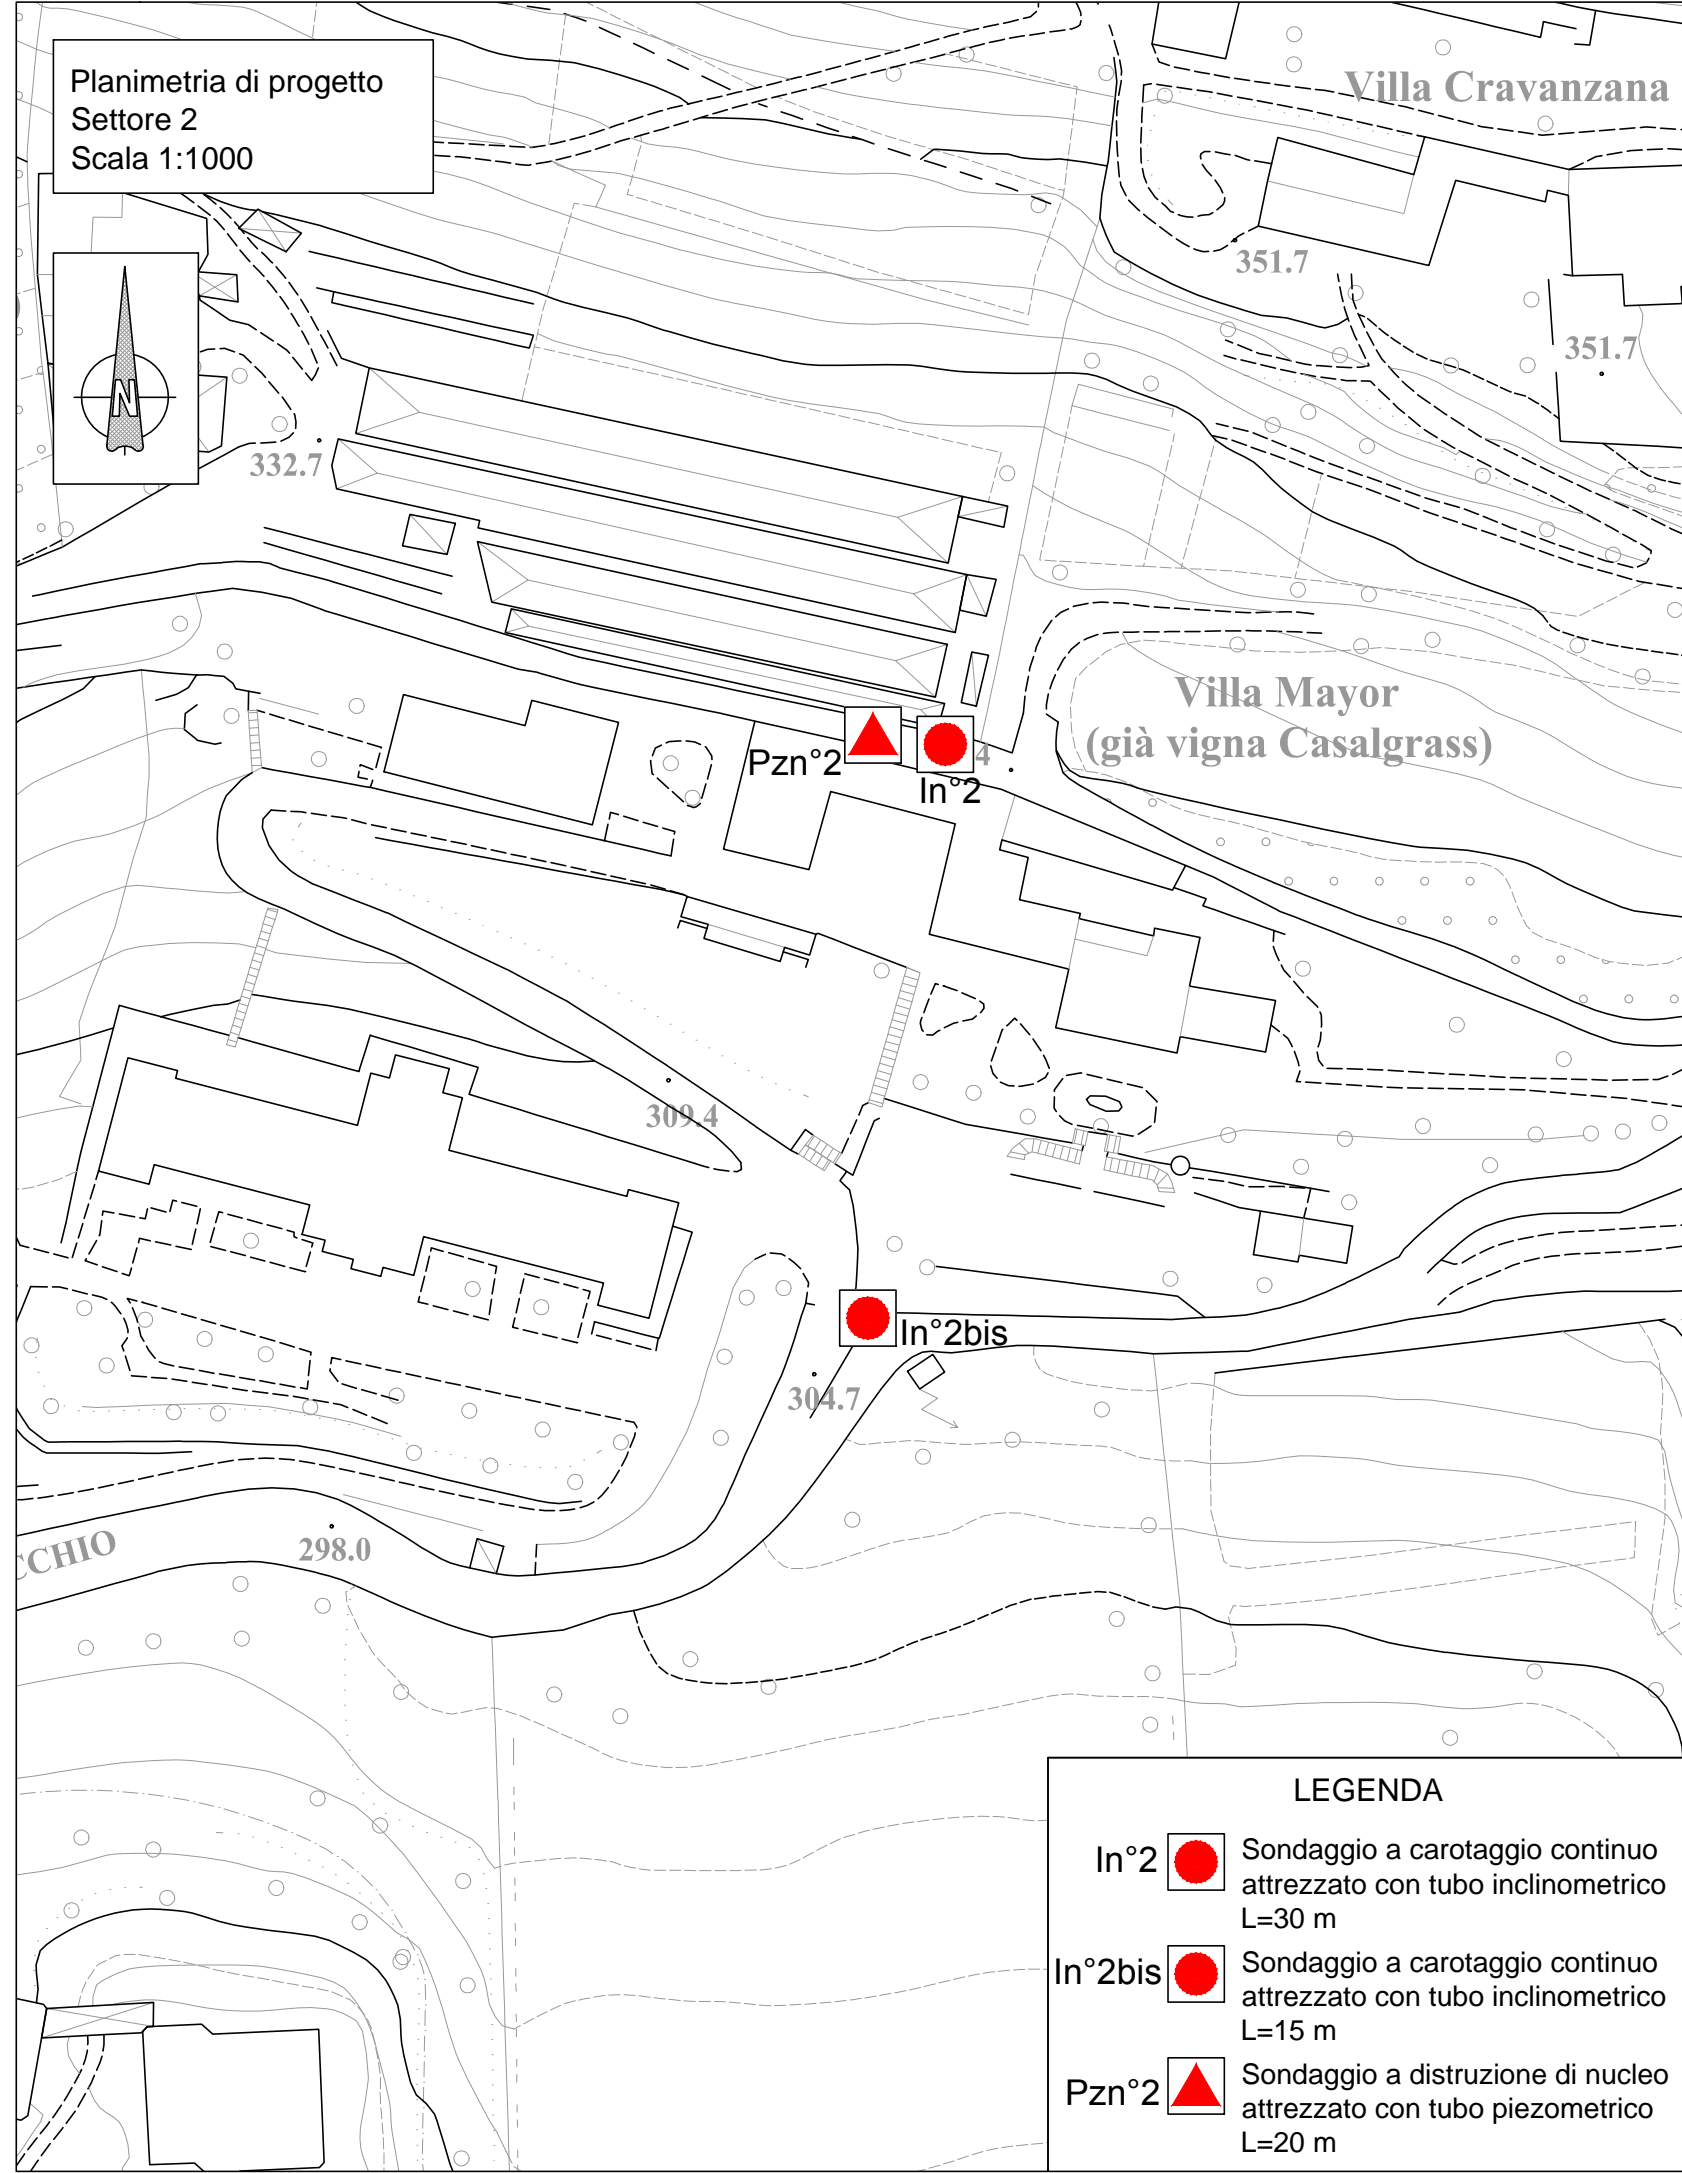 Planimetria di progetto
Settore 2
Scala 1:1000
Villa Cravanzana
351.7
351.7
N
332.7
Villa Mayor
(già vigna Casalgrass)
Pzn°2
4
In°2
309.4
In°2bis
304.7
CCHIO
298.0
LEGENDA
In°2
Sondaggio a carotaggio continuo
attrezzato con tubo inclinometrico
L=30 m
In°2bis
Sondaggio a carotaggio continuo
attrezzato con tubo inclinometrico
L=15 m
Pzn°2
Sondaggio a distruzione di nucleo
attrezzato con tubo piezometrico
L=20 m